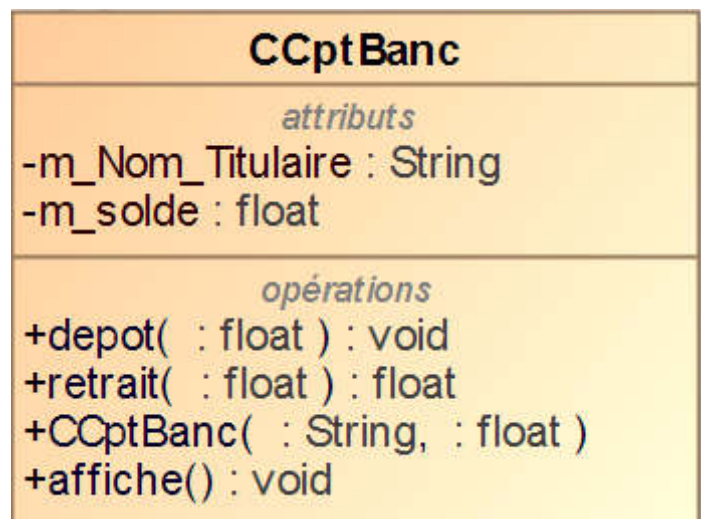 CCptBanc
attributs
-m_Nom_Titulaire : String
-m_solde : float
opérations
+depot(  : float ) : void
+retrait(  : float ) : float
+CCptBanc(  : String,  : float )
+affiche() : void